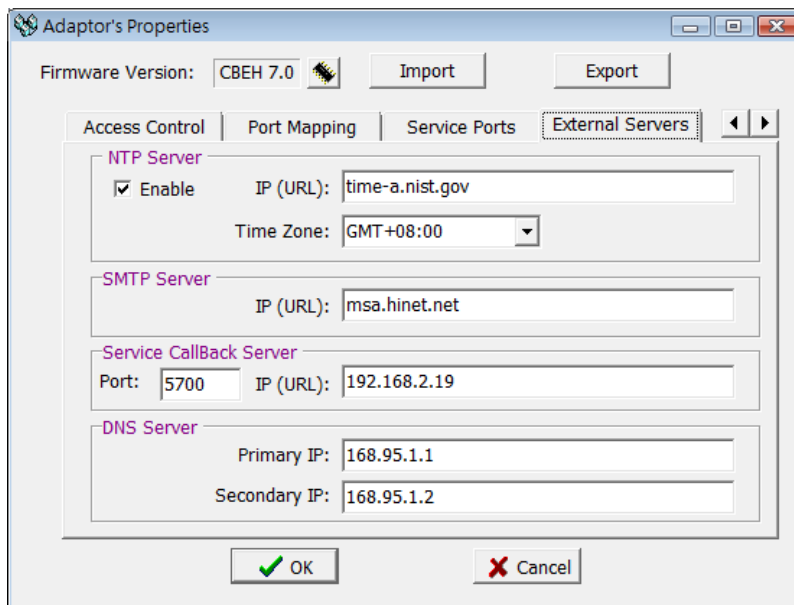 Adaptor's Properties
Firmware Version: CBEH 7.0 Import Export
Access Control Port Mapping Service Ports External Servers
NTP Server
Enable IP (URL): time-a.nist.gov
Time Zone: GMT+08:00
SMTP Server
IP (URL): msa.hinet.net
Service CallBack Server
Port: 5700 IP (URL): 192.168.2.19
DNS Server
Primary IP: 168.95.1.1
Secondary IP: 168.95.1.2
OK Cancel